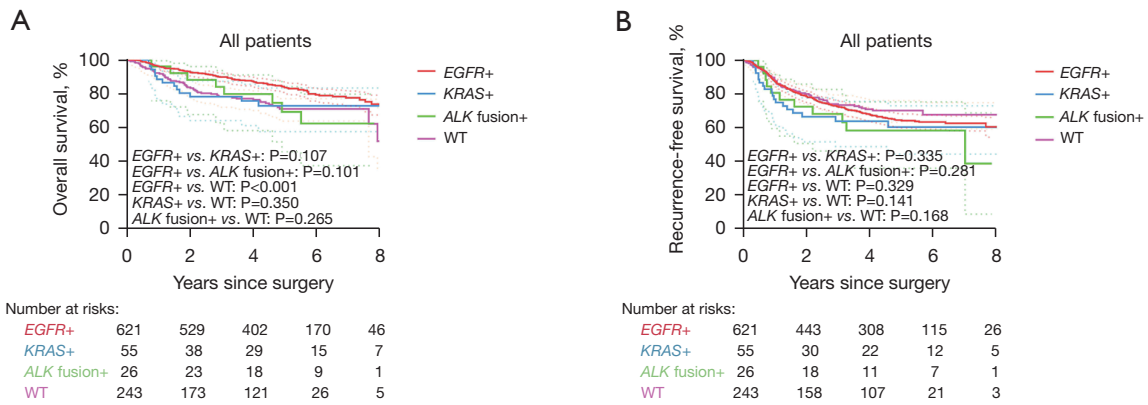 A
All patients
Overall survival, %
100
80
60
40
20
0
EGFR+ vs. KRAS+: P=0.107
EGFR+ vs. ALK fusion+: P=0.101
EGFR+ vs. WT: P<0.001
KRAS+ vs. WT: P=0.350
ALK fusion+ vs WT: P=0.265
0 2 4 6 8
Years since surgery
EGFR+
KRAS+
ALK fusion+
WT
Number at risks:
EGFR+ 621 529 402 170 46
KRAS+ 55 38 29 15 7
ALK fusion+ 26 23 18 9 1
WT 243 173 121 26 5
B
All patients
Recurrence-free survival, %
100
80
60
40
20
0
EGFR+ vs. KRAS+: P=0.335
EGFR+ vs. ALK fusion+: P=0.281
EGFR+ vs. WT: P=0.329
KRAS+ vs. WT: P=0.141
ALK fusion+ vs. WT: P=0.168
0 2 4 6 8
Years since surgery
EGFR+
KRAS+
ALK fusion+
WT
Number at risks:
EGFR+ 621 443 308 115 26
KRAS+ 55 30 22 12 5
ALK fusion+ 26 18 11 7 1
WT 243 158 107 21 3